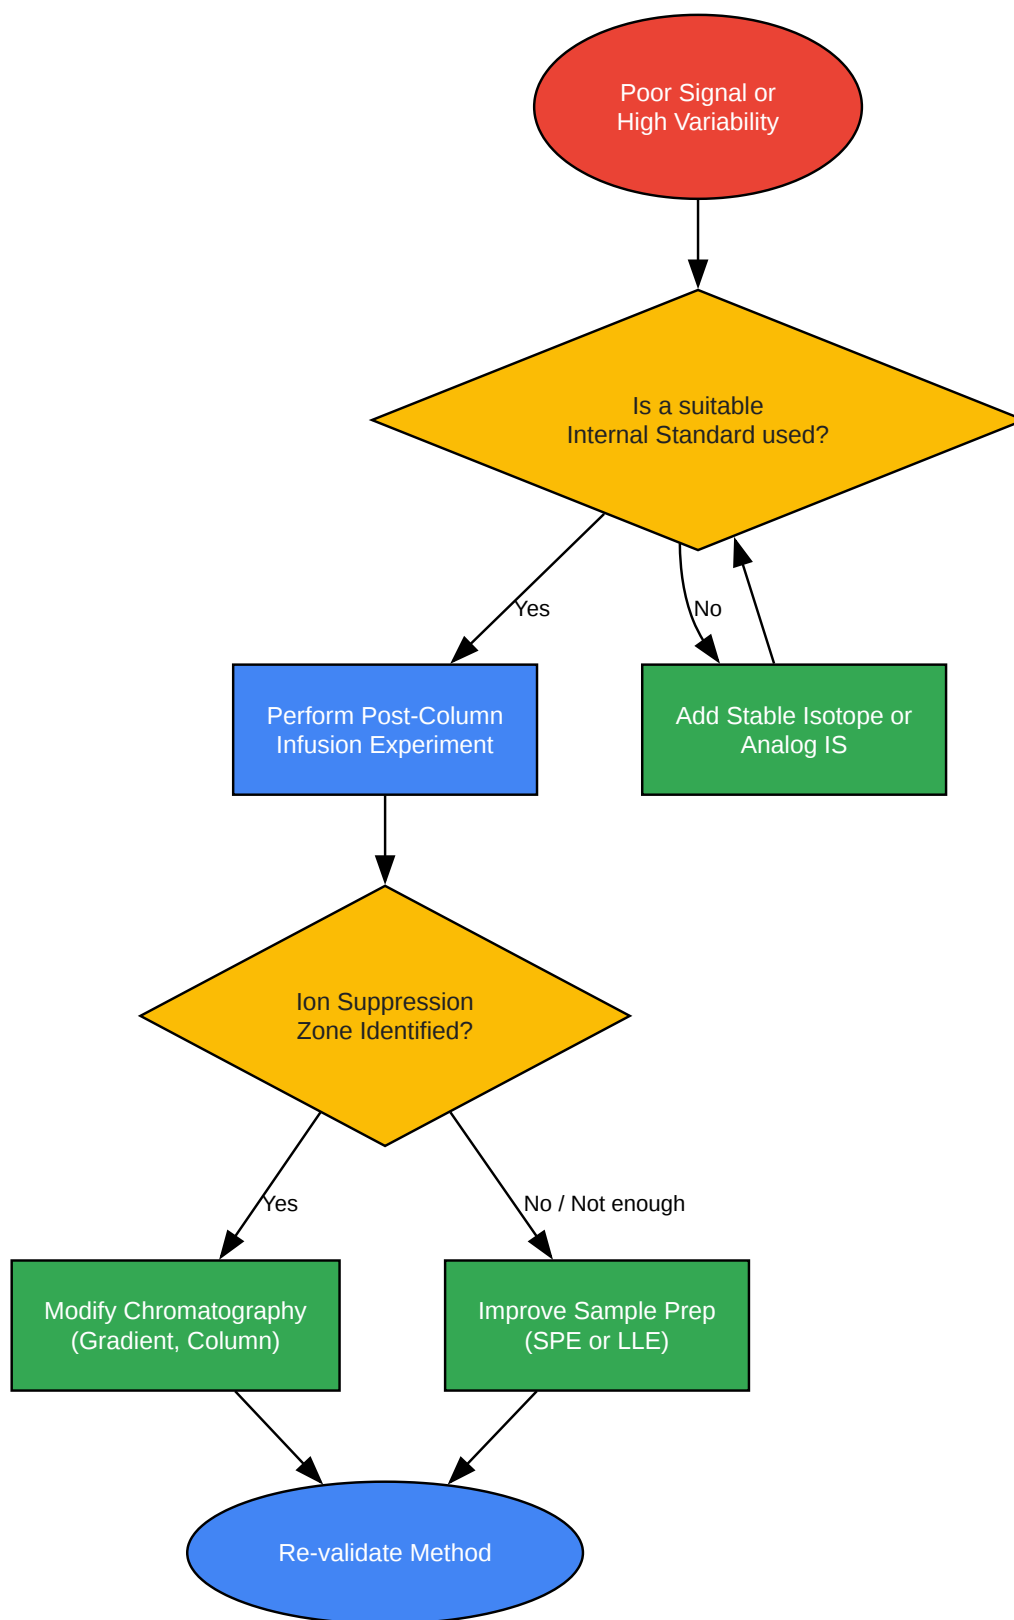 Poor Signal or
High Variability
Is a suitable
Internal Standard used?
Yes
No
Perform Post-Column
Infusion Experiment
Add Stable Isotope or
Analog IS
Ion Suppression
Zone Identified?
Yes
No / Not enough
Modify Chromatography
(Gradient, Column)
Improve Sample Prep
(SPE or LLE)
Re-validate Method